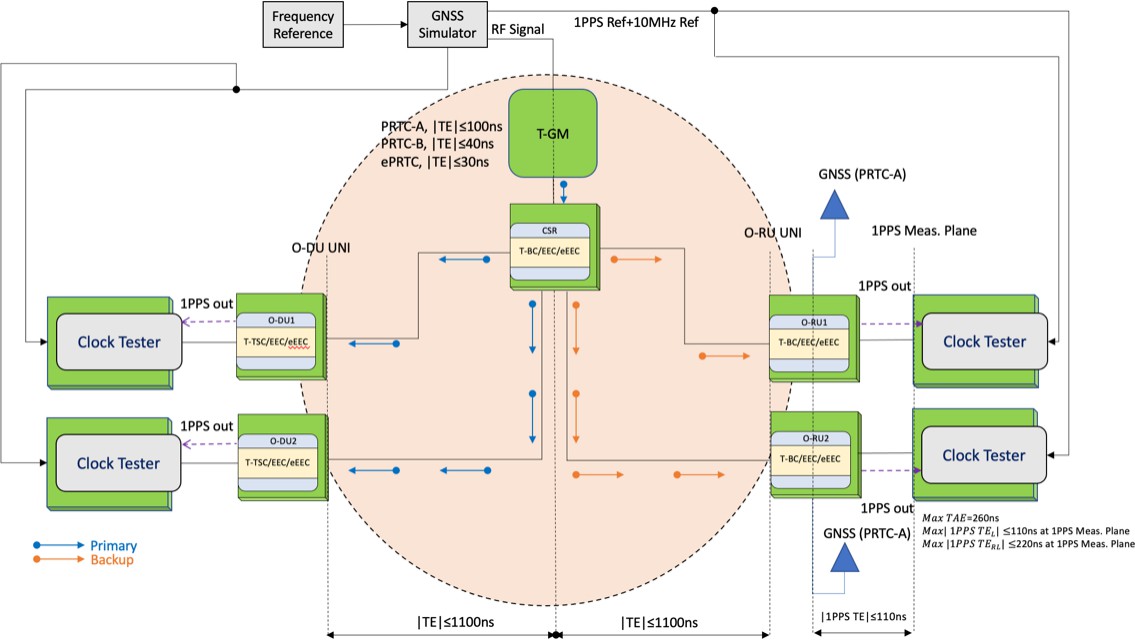 Frequency
Reference
GNSS
Simulator
RF Signal
1PPS Ref+10MHz Ref
PRTC-A, |TE|≤100ns
PRTC-B, |TE|≤40ns
ePRTC, |TE|≤30ns
T-GM
GNSS (PRTC-A)
CSR
T-BC/EEC/eEEC
O-DU UNI
O-RU UNI
1PPS Meas. Plane
1PPS out
1PPS out
O-DU1
T-TSC/EEC/eEEC
O-RU1
T-BC/EEC/eEEC
Clock Tester
Clock Tester
1PPS out
O-DU2
T-TSC/EEC/eEEC
O-RU2
T-BC/EEC/eEEC
Clock Tester
Clock Tester
1PPS out
Max TAE=260ns
Max| 1PPS TE_L| ≤110ns at 1PPS Meas. Plane
Max |1PPS TE_RL| ≤220ns at 1PPS Meas. Plane
GNSS (PRTC-A)
Primary
Backup
|TE|≤1100ns
|TE|≤1100ns
|1PPS TE|≤110ns